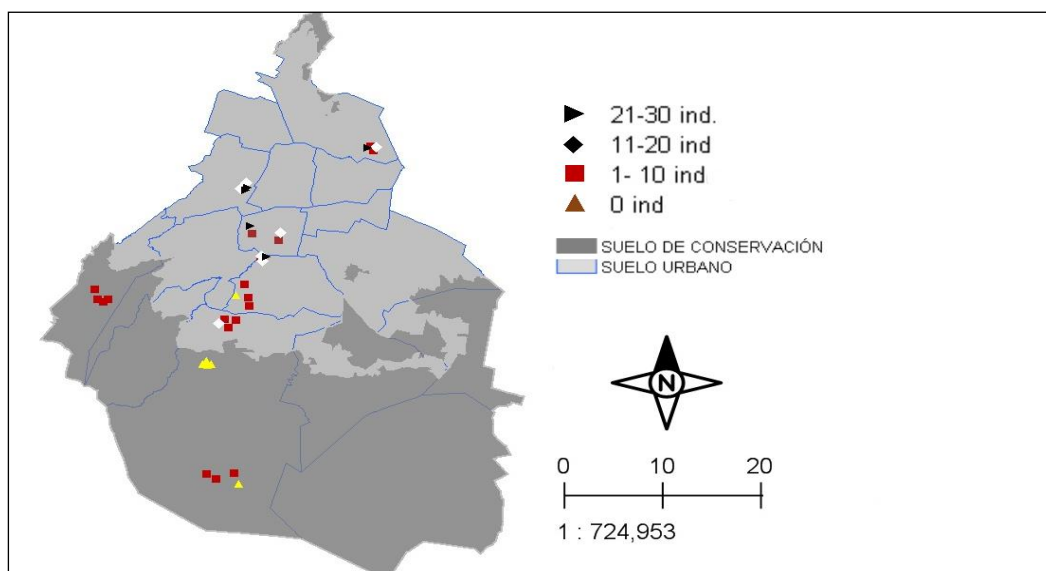 21-30 ind.
11-20 ind
1- 10 ind
0 ind
SUELO DE CONSERVACIÓN
SUELO URBANO
N
0 10 20
1 : 724,953